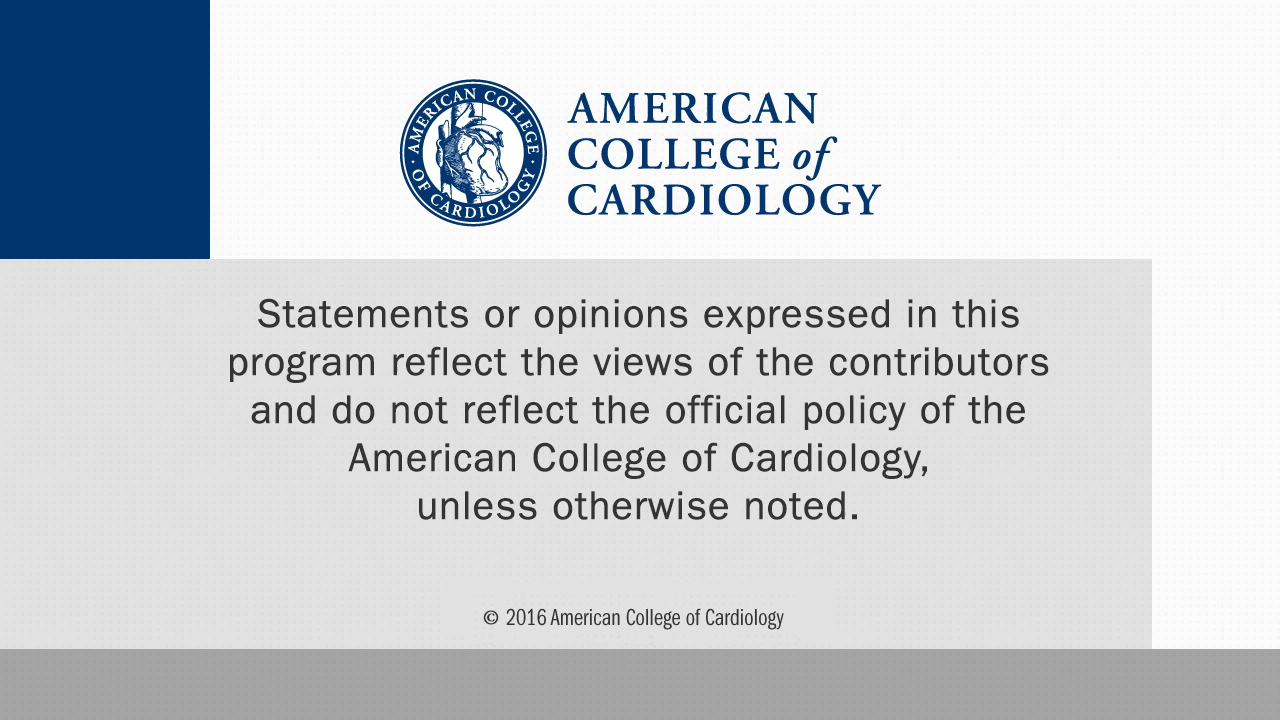 AMERICAN COLLEGE
OF CARDIOLOGY
AMERICAN
COLLEGE of
CARDIOLOGY
Statements or opinions expressed in this
program reflect the views of the contributors
and do not reflect the official policy of the
American College of Cardiology,
unless otherwise noted.
© 2016 American College of Cardiology